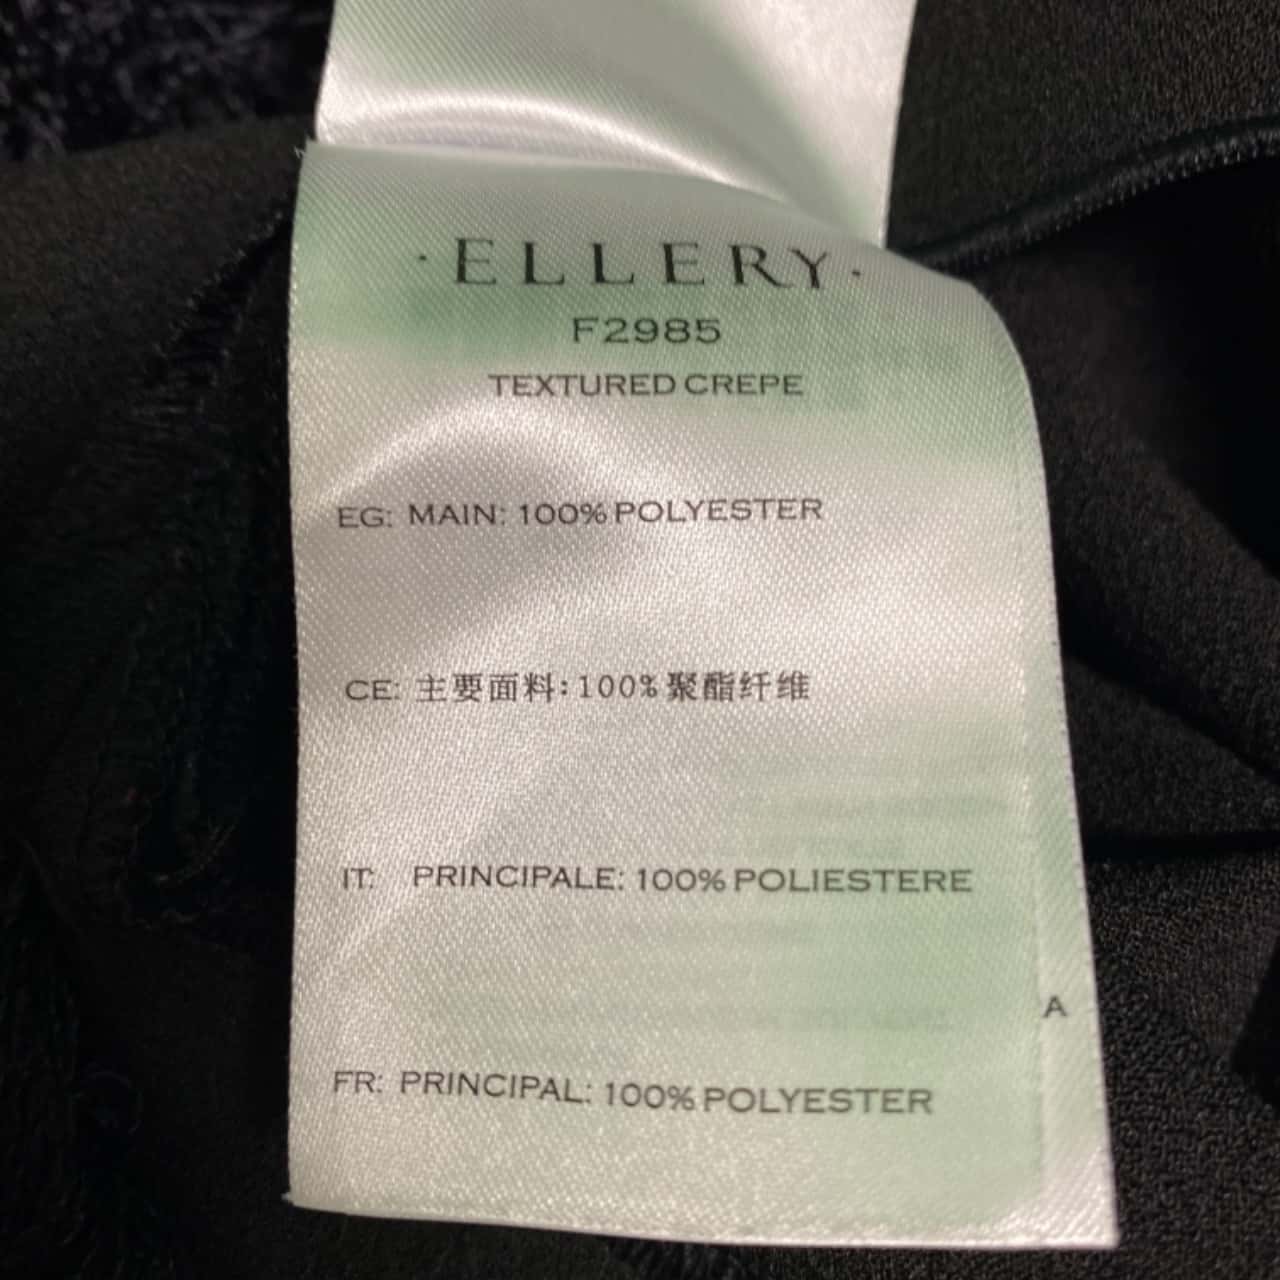 ·ELLERY·
F2985
TEXTURED CREPE
EG: MAIN: 100% POLYESTER
CE: 主要面料:100%聚酯纤维
IT: PRINCIPALE: 100% POLIESTERE
A
FR: PRINCIPAL: 100% POLYESTER